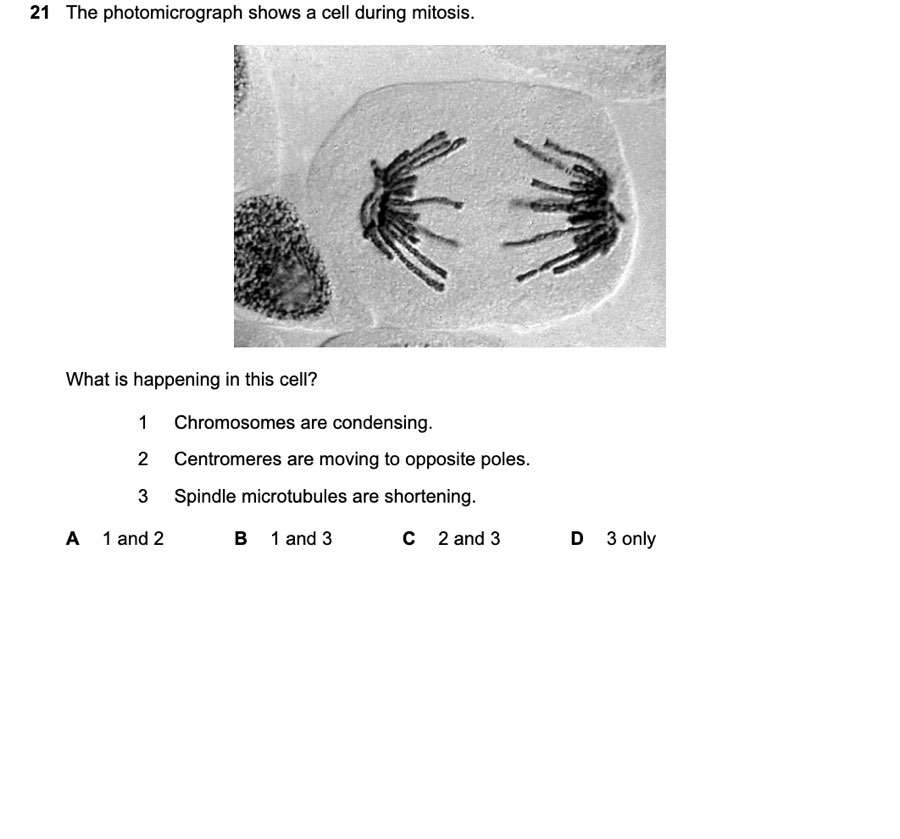 21 The photomicrograph shows a cell during mitosis.
What is happening in this cell?
1 Chromosomes are condensing.
2 Centromeres are moving to opposite poles.
3 Spindle microtubules are shortening.
A 1 and 2 B 1 and 3 C 2 and 3 D 3 only